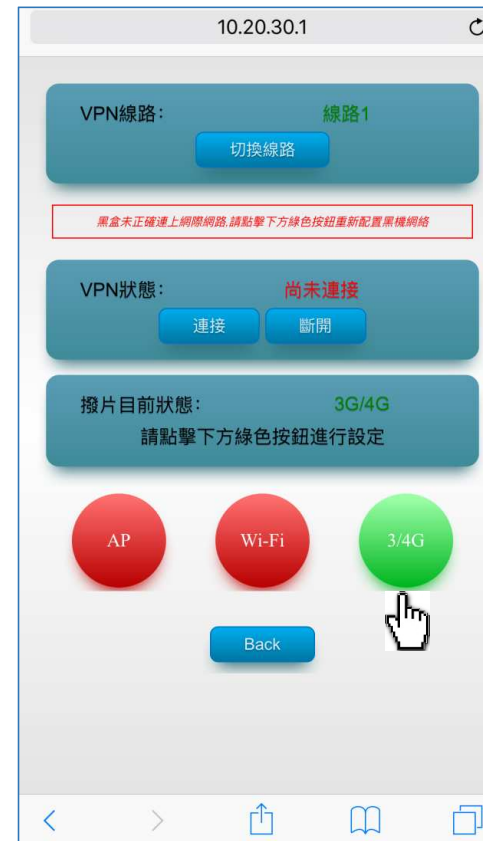 10.20.30.1
VPN線路: 線路1
切換線路
黑盒未正確連上網際網路,請點擊下方綠色按鈕重新配置黑機網絡
VPN狀態: 尚未連接
連接 斷開
撥片目前狀態: 3G/4G
請點擊下方綠色按鈕進行設定
AP Wi-Fi 3/4G
Back